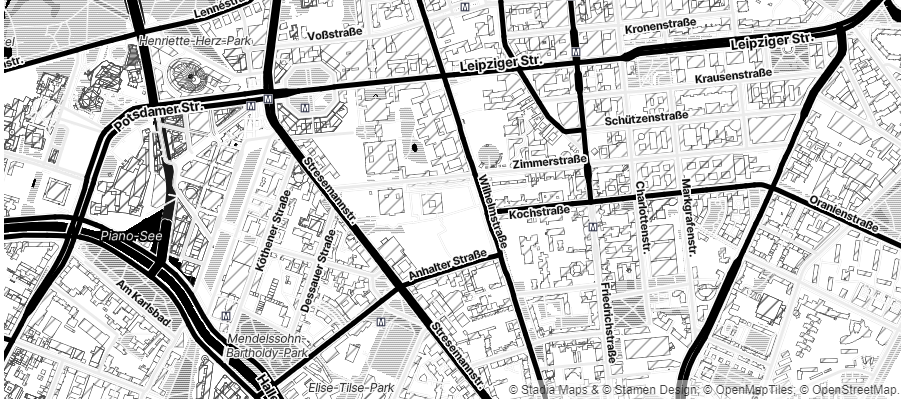 Lennéstr.
Henriette-Herz-Park
Voßstraße
Kronenstraße
Leipziger Str.
Leipziger Str.
Krausenstraße
Potsdamer Str.
M
M
M
M
M
Schützenstraße
Zimmerstraße
Stresemannstr.
Wilhelmstraße
Kochstraße
Charlottenstr.
Markgrafenstr.
Oranienstraße
Köthener Straße
Dessauer Straße
Piano-See
Anhalter Straße
Am Karlsbad
M
M
M
Friedrichstraße
Stresemannstr.
Mendelssohn-
Bartholdy-Park
Elise-Tilse-Park
© Stadia Maps & © Stamen Design, © OpenMapTiles, © OpenStreetMap.